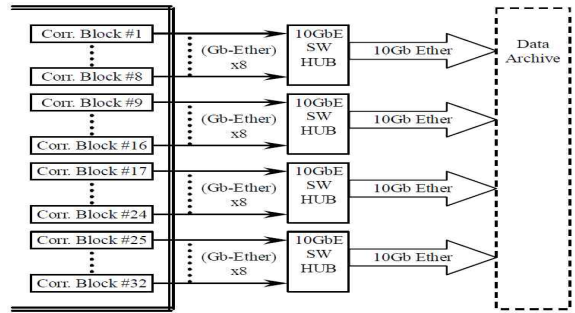 Corr. Block #1
Corr. Block #8
(Gb-Ether)
x8
10GbE
SW
HUB
10Gb Ether
Corr. Block #9
Corr. Block #16
(Gb-Ether)
x8
10GbE
SW
HUB
10Gb Ether
Corr. Block #17
Corr. Block #24
(Gb-Ether)
x8
10GbE
SW
HUB
10Gb Ether
Corr. Block #25
Corr. Block #32
(Gb-Ether)
x8
10GbE
SW
HUB
10Gb Ether
Data
Archive